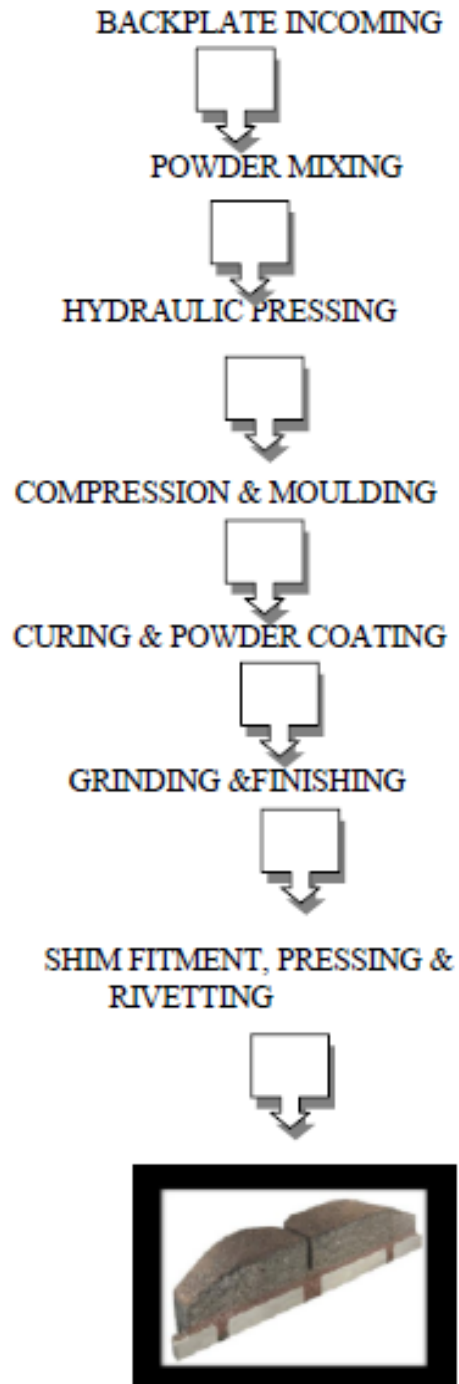 BACKPLATE INCOMING
POWDER MIXING
HYDRAULIC PRESSING
COMPRESSION & MOULDING
CURING & POWDER COATING
GRINDING &FINISHING
SHIM FITMENT, PRESSING &
RIVETTING